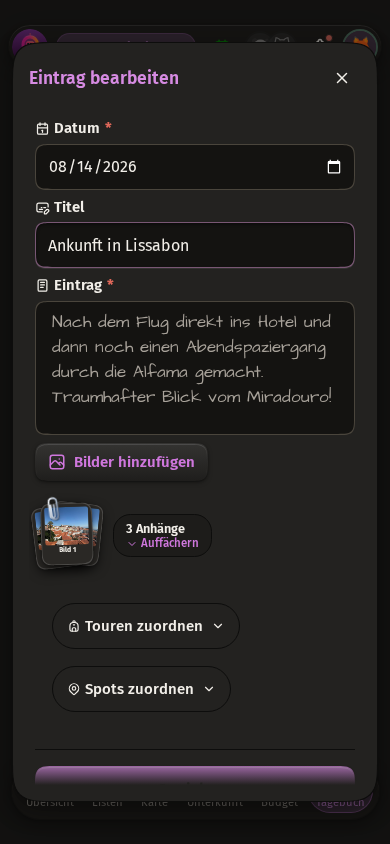 Eintrag bearbeiten
Datum *
08/14/2026
Titel
Ankunft in Lissabon
Eintrag *
Nach dem Flug direkt ins Hotel und
dann noch einen Abendspaziergang
durch die Alfama gemacht.
Traumhafter Blick vom Miradouro!
Bilder hinzufügen
Bild 1
3 Anhänge
Auffächern
Touren zuordnen
Spots zuordnen
Übersicht Listen Karte Unterkunft Budget Tagebuch